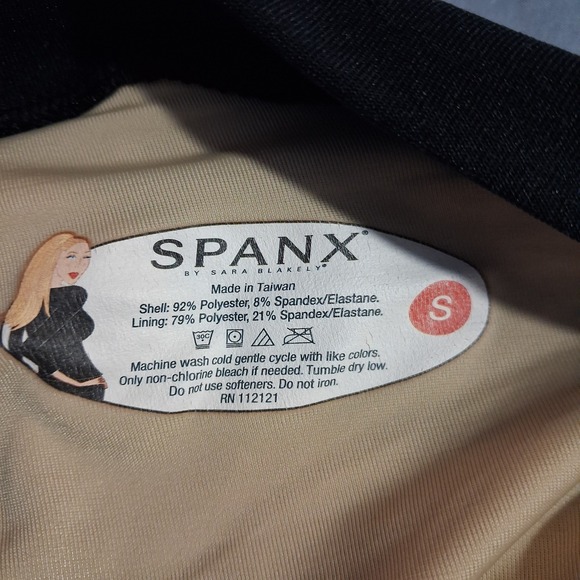 SPANX®
BY SARA BLAKELY®
Made in Taiwan
Shell: 92% Polyester, 8% Spandex/Elastane.
Lining: 79% Polyester, 21% Spandex/Elastane.
S
30C
Machine wash cold gentle cycle with like colors.
Only non-chlorine bleach if needed. Tumble dry low.
Do not use softeners. Do not iron.
RN 112121